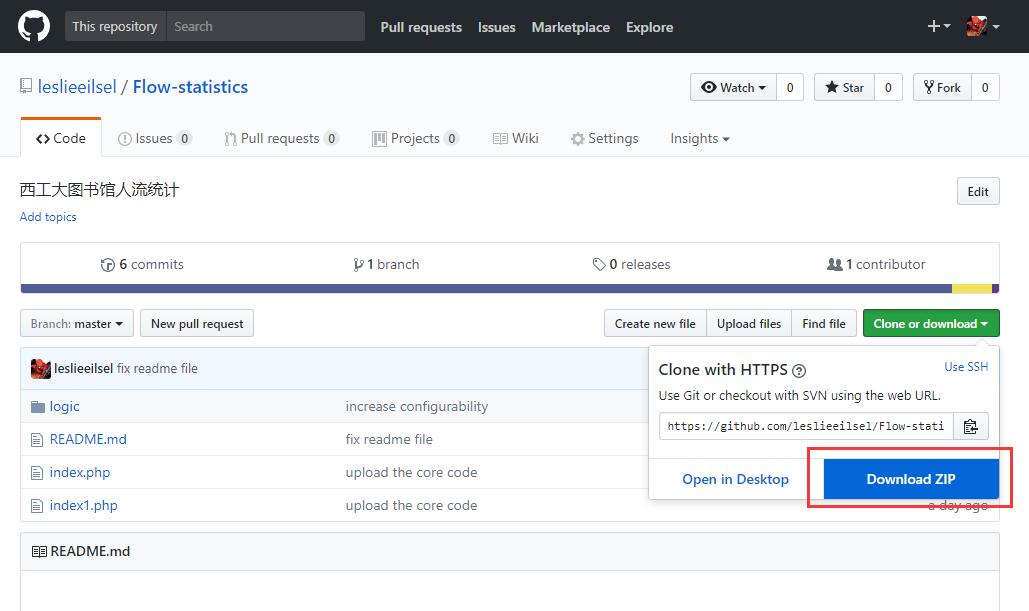 This repository Search Pull requests Issues Marketplace Explore
leslieeilsel / Flow-statistics Watch 0 Star 0 Fork 0
Code Issues 0 Pull requests 0 Projects 0 Wiki Settings Insights
西工大图书馆人流统计 Edit
Add topics
6 commits 1 branch 0 releases 1 contributor
Branch: master New pull request Create new file Upload files Find file Clone or download
leslieeilsel fix readme file
Clone with HTTPS ? Use SSH
Use Git or checkout with SVN using the web URL.
https://github.com/leslieeilsel/Flow-stati
Open in Desktop Download ZIP
logic increase configurability
README.md fix readme file
index.php upload the core code
index1.php upload the core code a day ago
README.md